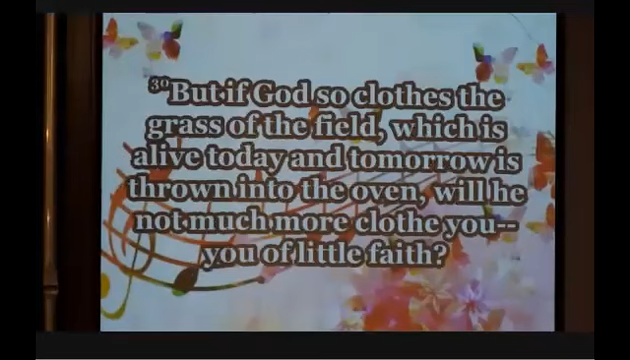 ³⁰But if God so clothes the
grass of the field, which is
alive today and tomorrow is
thrown into the oven, will he
not much more clothe you--
you of little faith?